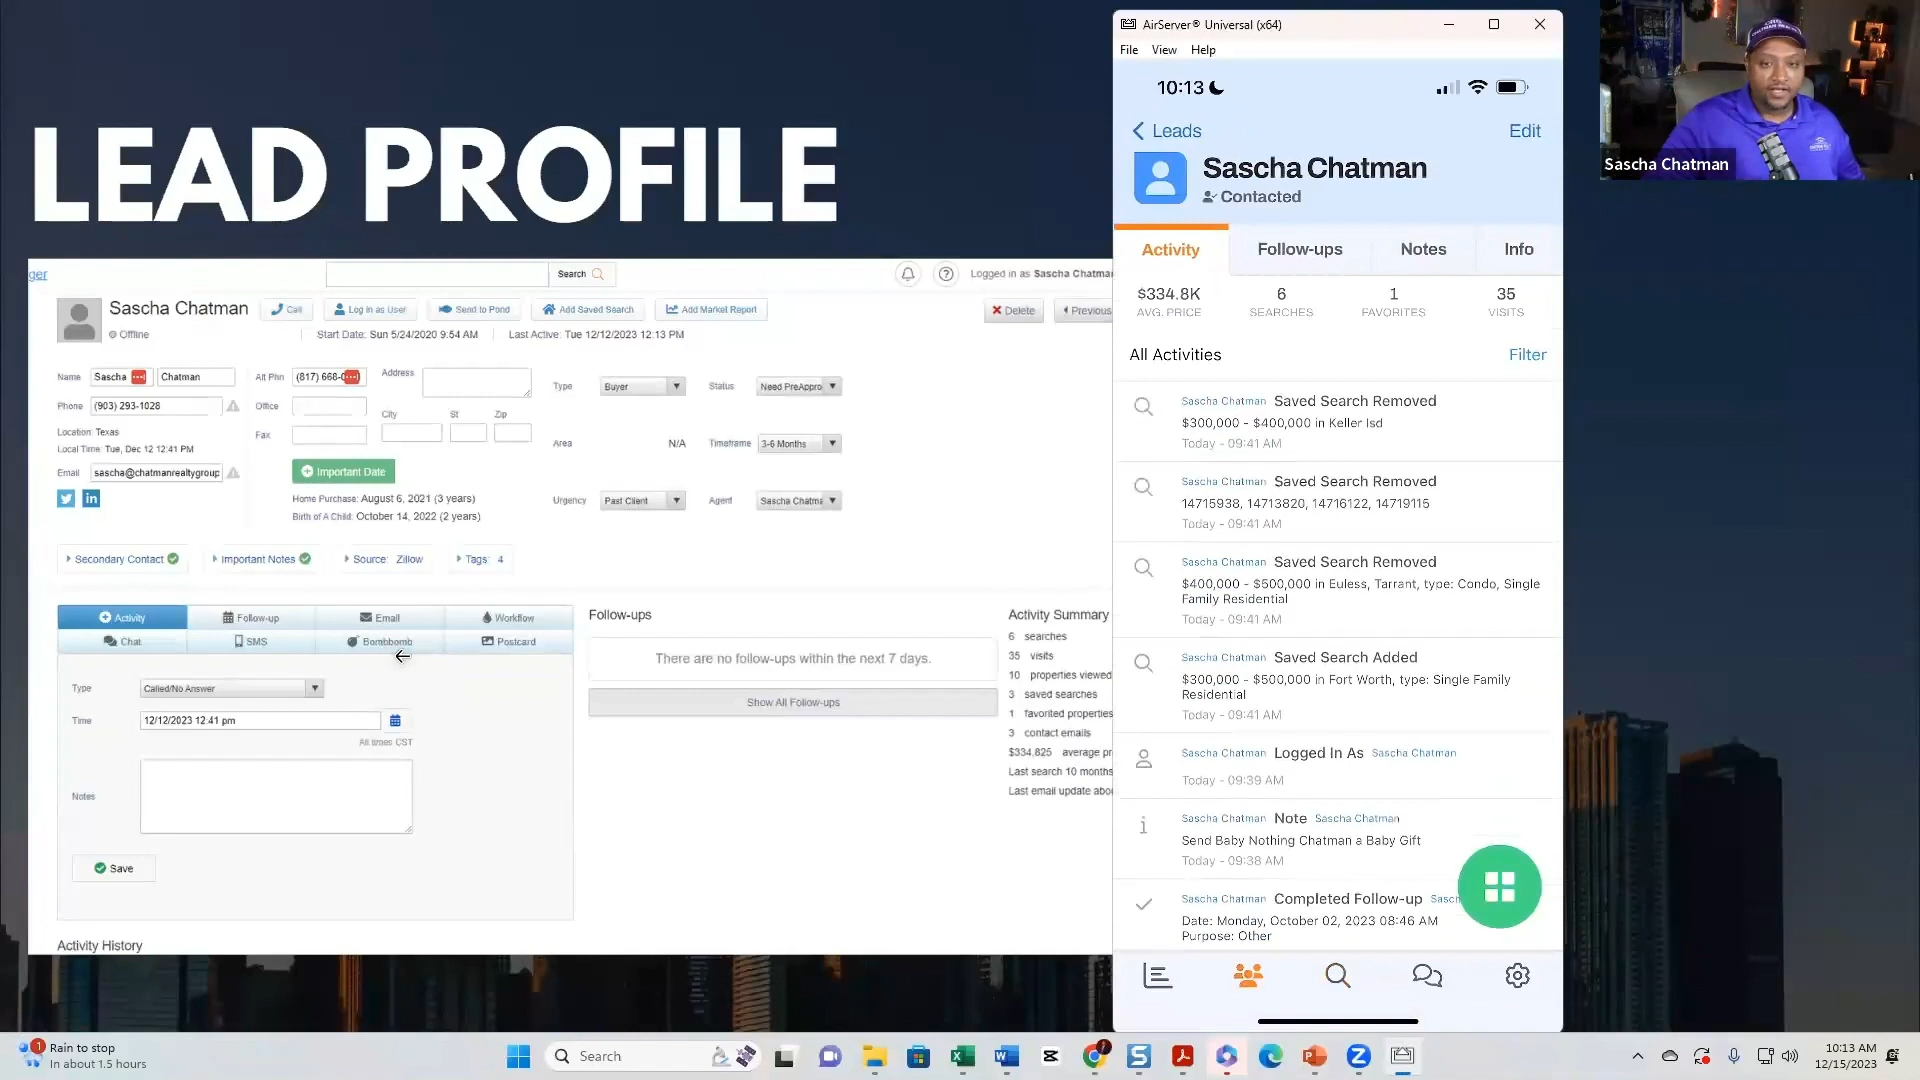 LEAD PROFILE
ger
Search
Logged in as Sascha Chatman
Sascha Chatman
Call
Log in as User
Send to Pond
Add Saved Search
Add Market Report
Delete
Previous
Offline
Start Date: Sun 5/24/2020 9:54 AM
Last Active: Tue 12/12/2023 12:13 PM
Name
Sascha
Chatman
Alt Phn
(817) 668-
Address
Type
Buyer
Status
Need PreAppro
Phone
(903) 293-1028
Office
City
St
Zip
Location: Texas
Fax
Area
N/A
Timeframe
3-6 Months
Local Time: Tue, Dec 12 12:41 PM
Email
sascha@chatmanrealtygroup
Important Date
Home Purchase: August 6, 2021 (3 years)
Urgency
Past Client
Agent
Sascha Chatma
Birth of A Child: October 14, 2022 (2 years)
Secondary Contact
Important Notes
Source: Zillow
Tags: 4
Activity
Follow-up
Email
Workflow
Chat
SMS
Bombbomb
Postcard
Type
Called/No Answer
Time
12/12/2023 12:41 pm
All times CST
Notes
Save
Follow-ups
There are no follow-ups within the next 7 days.
Show All Follow-ups
Activity Summary
6 searches
35 visits
10 properties viewed
3 saved searches
1 favorited properties
3 contact emails
$334,825 average pr
Last search 10 months
Last email update abou
Activity History
AirServer® Universal (x64)
File View Help
10:13
Leads
Edit
Sascha Chatman
Contacted
Activity
Follow-ups
Notes
Info
$334.8K
6
1
35
AVG. PRICE
SEARCHES
FAVORITES
VISITS
All Activities
Filter
Sascha Chatman Saved Search Removed
$300,000 - $400,000 in Keller Isd
Today - 09:41 AM
Sascha Chatman Saved Search Removed
14715938, 14713820, 14716122, 14719115
Today - 09:41 AM
Sascha Chatman Saved Search Removed
$400,000 - $500,000 in Euless, Tarrant, type: Condo, Single
Family Residential
Today - 09:41 AM
Sascha Chatman Saved Search Added
$300,000 - $500,000 in Fort Worth, type: Single Family
Residential
Today - 09:41 AM
Sascha Chatman Logged In As Sascha Chatman
Today - 09:39 AM
Sascha Chatman Note Sascha Chatman
Send Baby Nothing Chatman a Baby Gift
Today - 09:38 AM
Sascha Chatman Completed Follow-up Sasch
Date: Monday, October 02, 2023 08:46 AM
Purpose: Other
Sascha Chatman
1
Rain to stop
In about 1.5 hours
Search
10:13 AM
12/15/2023